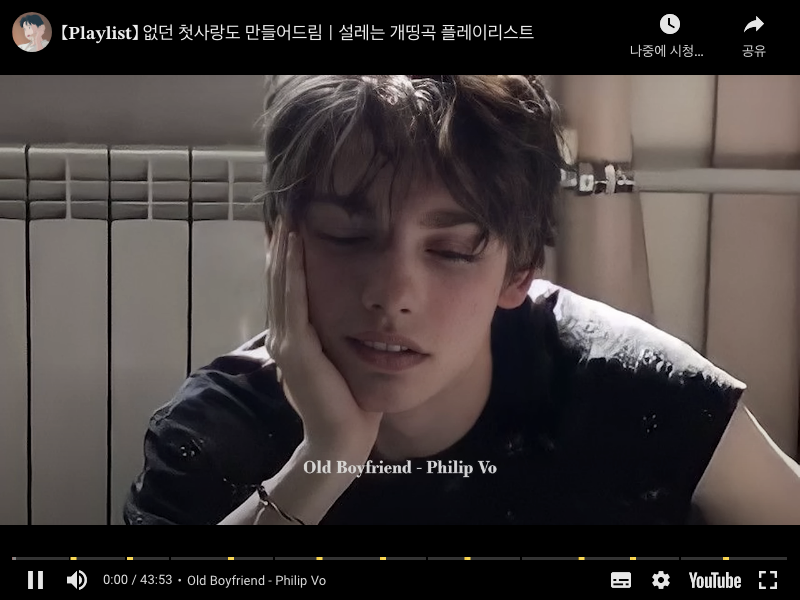 【Playlist】 없던 첫사랑도 만들어드림ㅣ설레는 개띵곡 플레이리스트
나중에 시청...
공유
Old Boyfriend - Philip Vo
0:00 / 43:53 • Old Boyfriend - Philip Vo
YouTube